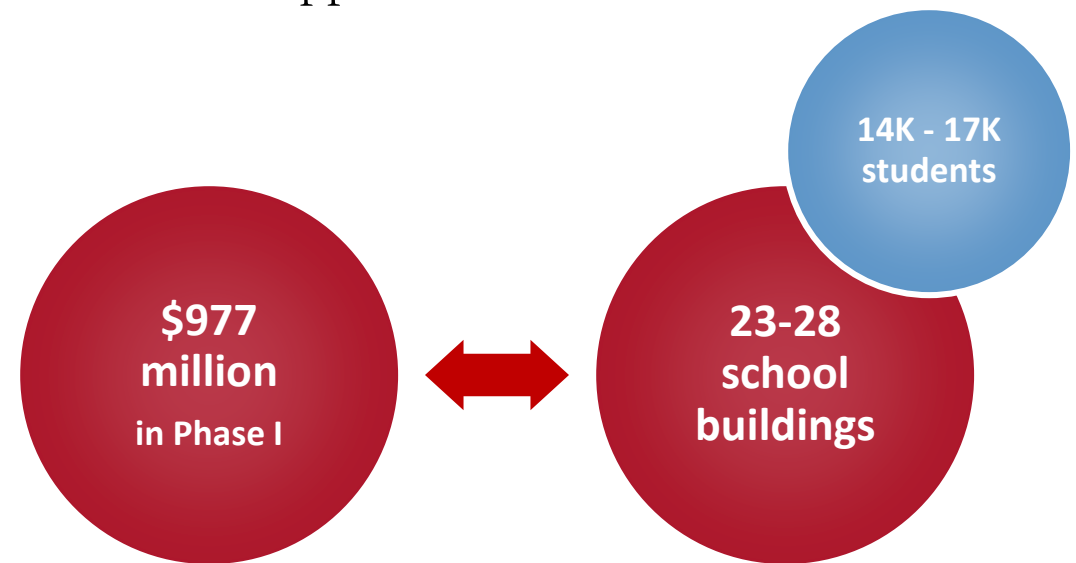 $977
million
in Phase I
23-28
school
buildings
14K - 17K
students